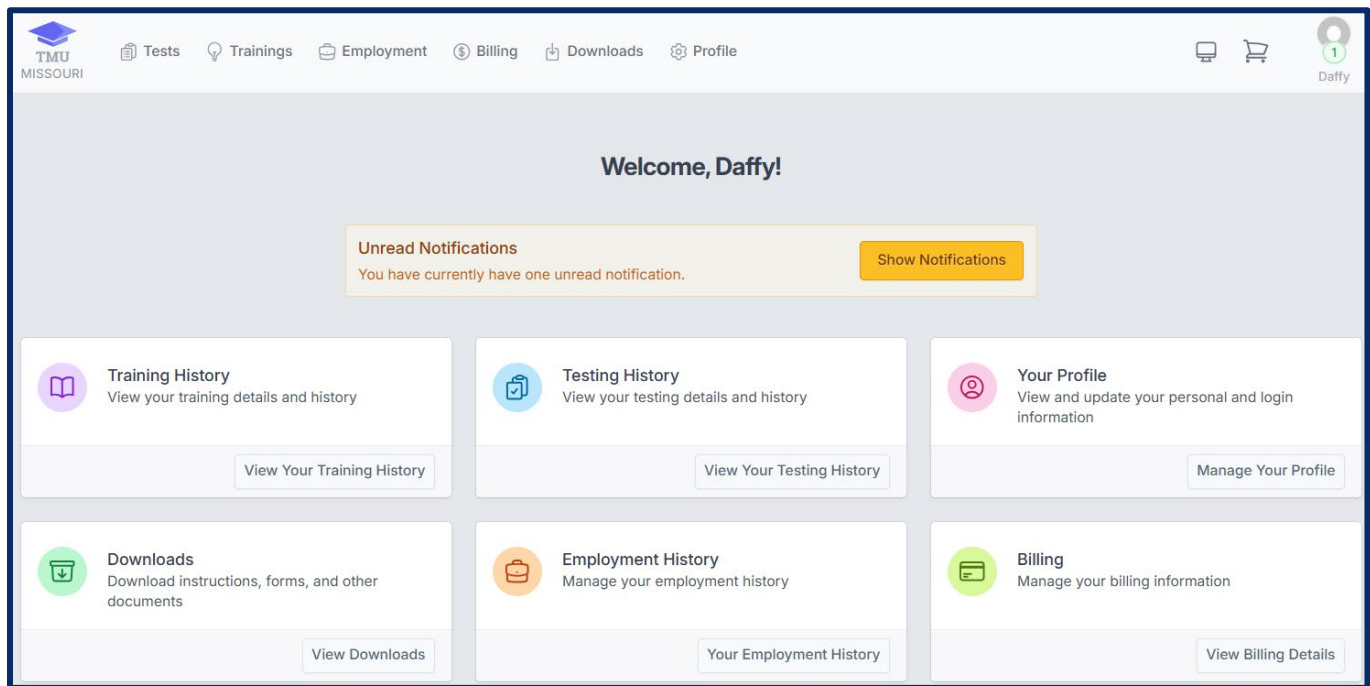 TMU
MISSOURI
Tests
Trainings
Employment
Billing
Downloads
Profile
1
Daffy
Welcome, Daffy!
Unread Notifications
You have currently have one unread notification.
Show Notifications
Training History
View your training details and history
View Your Training History
Testing History
View your testing details and history
View Your Testing History
Your Profile
View and update your personal and login
information
Manage Your Profile
Downloads
Download instructions, forms, and other
documents
View Downloads
Employment History
Manage your employment history
Your Employment History
Billing
Manage your billing information
View Billing Details